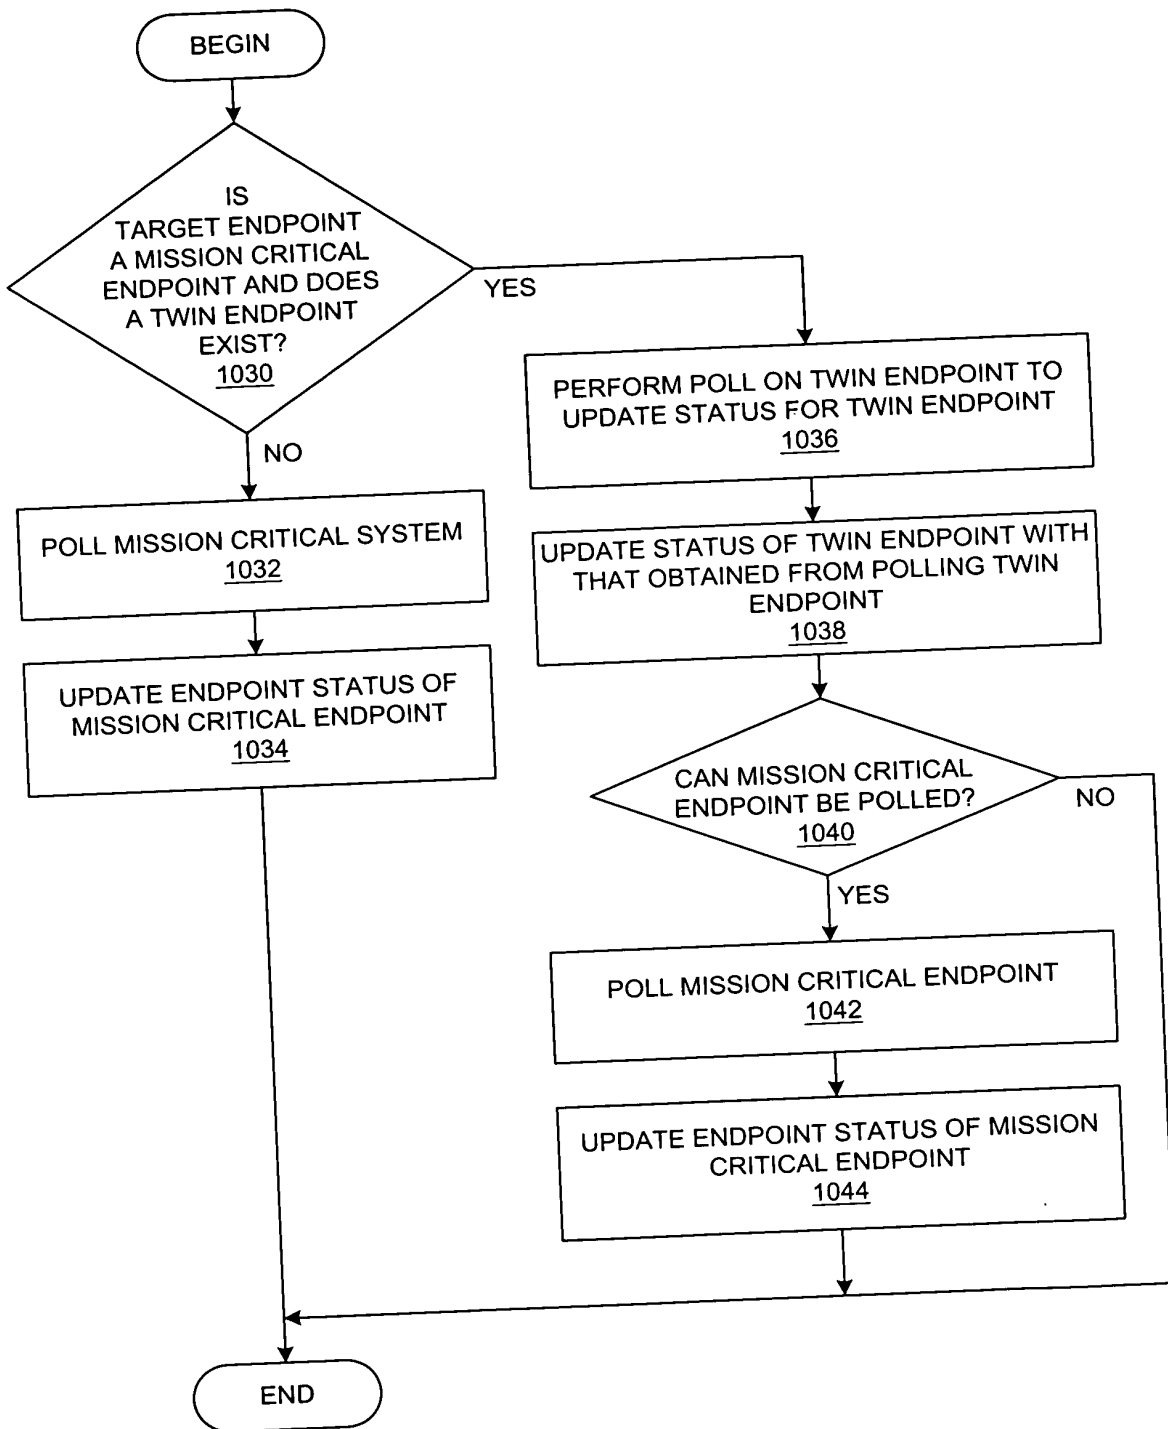 BEGIN
IS
TARGET ENDPOINT
A MISSION CRITICAL
ENDPOINT AND DOES
A TWIN ENDPOINT
EXIST?
1030
YES
NO
POLL MISSION CRITICAL SYSTEM
1032
UPDATE ENDPOINT STATUS OF
MISSION CRITICAL ENDPOINT
1034
PERFORM POLL ON TWIN ENDPOINT TO
UPDATE STATUS FOR TWIN ENDPOINT
1036
UPDATE STATUS OF TWIN ENDPOINT WITH
THAT OBTAINED FROM POLLING TWIN
ENDPOINT
1038
CAN MISSION CRITICAL
ENDPOINT BE POLLED?
1040
NO
YES
POLL MISSION CRITICAL ENDPOINT
1042
UPDATE ENDPOINT STATUS OF MISSION
CRITICAL ENDPOINT
1044
END